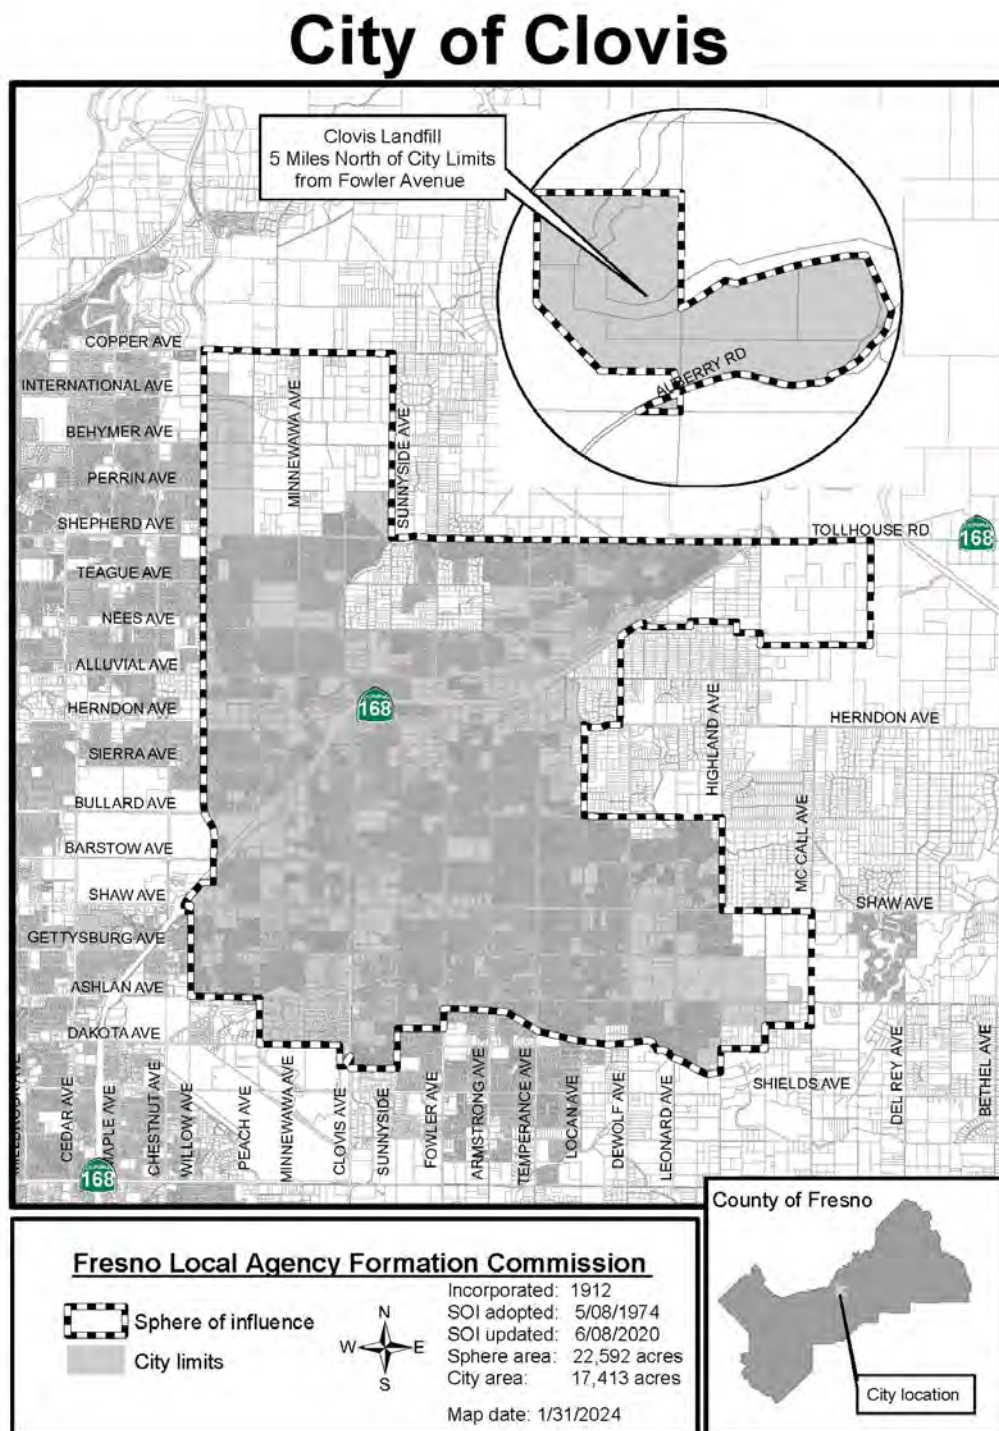 City of Clovis
Clovis Landfill
5 Miles North of City Limits
from Fowler Avenue
AUBERRY RD
COPPER AVE
INTERNATIONAL AVE
BEHYMER AVE
PERRIN AVE
SHEPHERD AVE
TEAGUE AVE
NEES AVE
ALLUVIAL AVE
HERNDON AVE
SIERRA AVE
BULLARD AVE
BARSTOW AVE
SHAW AVE
GETTYSBURG AVE
ASHLAN AVE
DAKOTA AVE
MINNEWAWA AVE
SUNNYSIDE AVE
TOLLHOUSE RD
168
168
HERNDON AVE
HIGHLAND AVE
MC CALL AVE
SHAW AVE
SHIELDS AVE
DEL REY AVE
BETHEL AVE
CEDAR AVE
MAPLE AVE
CHESTNUT AVE
WILLOW AVE
PEACH AVE
MINNEWAWA AVE
CLOVIS AVE
SUNNYSIDE
FOWLER AVE
ARMSTRONG AVE
TEMPERANCE AVE
LOCAN AVE
DEWOLF AVE
LEONARD AVE
168
County of Fresno
City location
Fresno Local Agency Formation Commission
Sphere of influence
City limits
N
W E
S
Incorporated: 1912
SOI adopted: 5/08/1974
SOI updated: 6/08/2020
Sphere area: 22,592 acres
City area: 17,413 acres
Map date: 1/31/2024